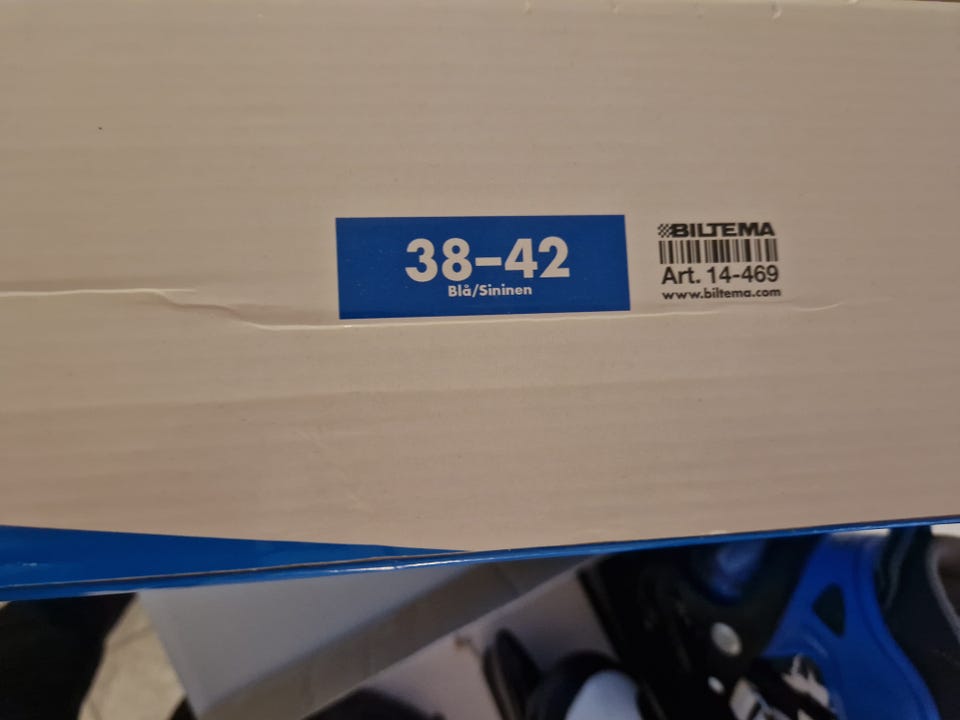 38–42
Blå/Sininen
BILTEMA
Art. 14-469
www.biltema.com